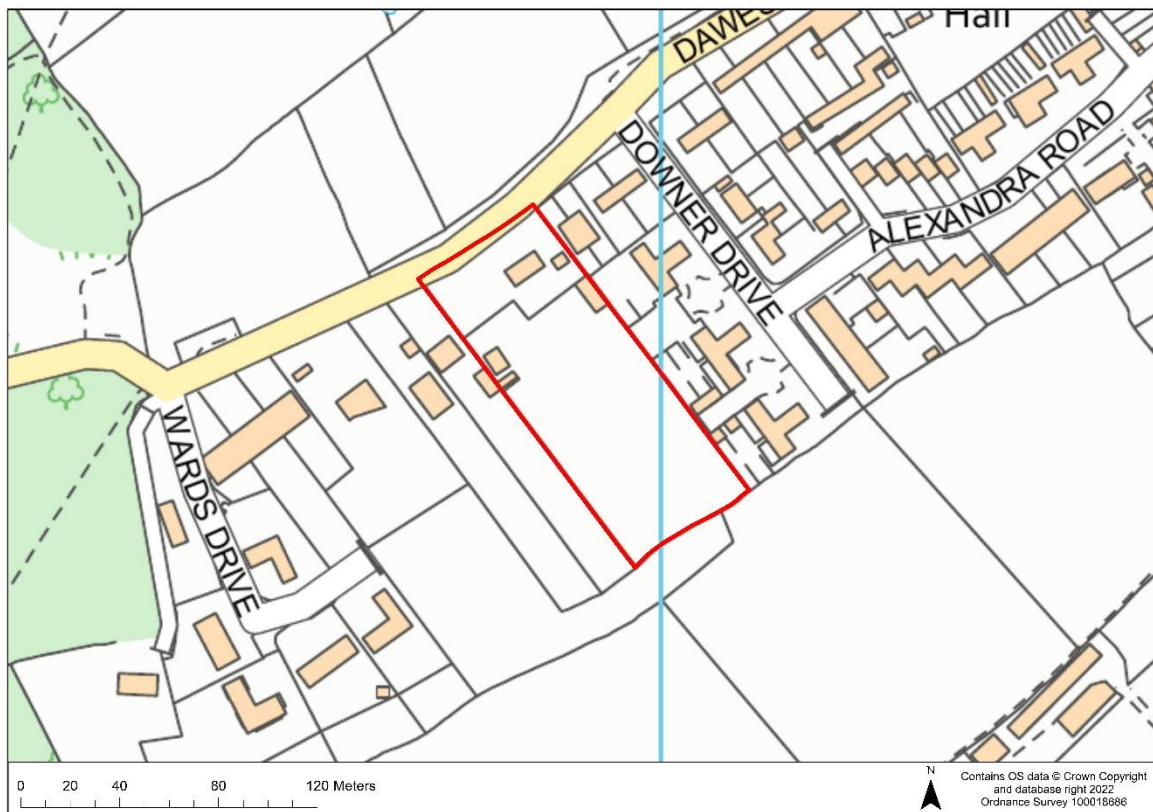 Hall
DAWES
DOWNER DRIVE
ALEXANDRA ROAD
WARDS DRIVE
0 20 40 80 120 Meters
N
Contains OS data © Crown Copyright
and database right 2022
Ordnance Survey 100018686